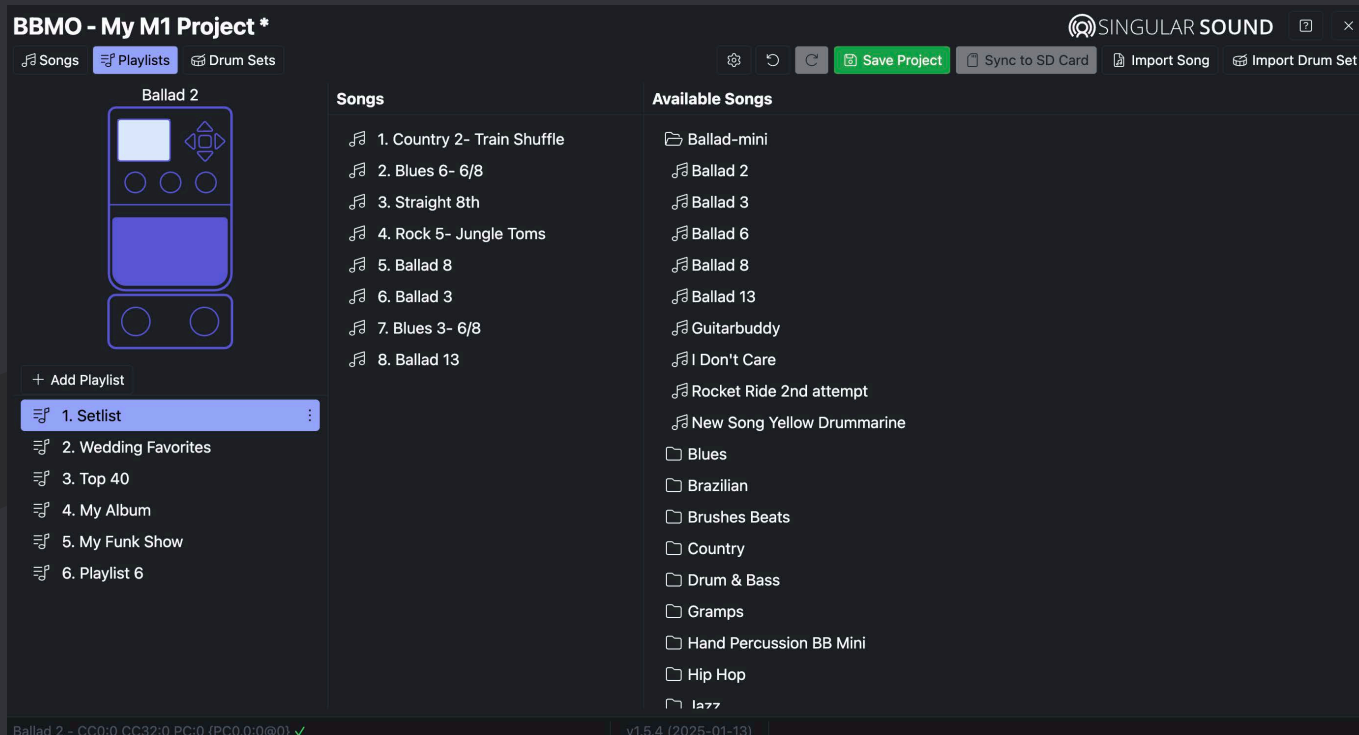 BBMO - My M1 Project *
SINGULAR SOUND
Songs Playlists Drum Sets
Save Project Sync to SD Card Import Song Import Drum Set
Ballad 2
+ Add Playlist
1. Setlist
2. Wedding Favorites
3. Top 40
4. My Album
5. My Funk Show
6. Playlist 6
Songs
1. Country 2- Train Shuffle
2. Blues 6- 6/8
3. Straight 8th
4. Rock 5- Jungle Toms
5. Ballad 8
6. Ballad 3
7. Blues 3- 6/8
8. Ballad 13
Available Songs
Ballad-mini
Ballad 2
Ballad 3
Ballad 6
Ballad 8
Ballad 13
Guitarbuddy
I Don't Care
Rocket Ride 2nd attempt
New Song Yellow Drummarine
Blues
Brazilian
Brushes Beats
Country
Drum & Bass
Gramps
Hand Percussion BB Mini
Hip Hop
Jazz
Ballad 2 - CC0:0 CC32:0 PC:0 {PC0.0:0@0} ✓
v1.5.4 (2025-01-13)